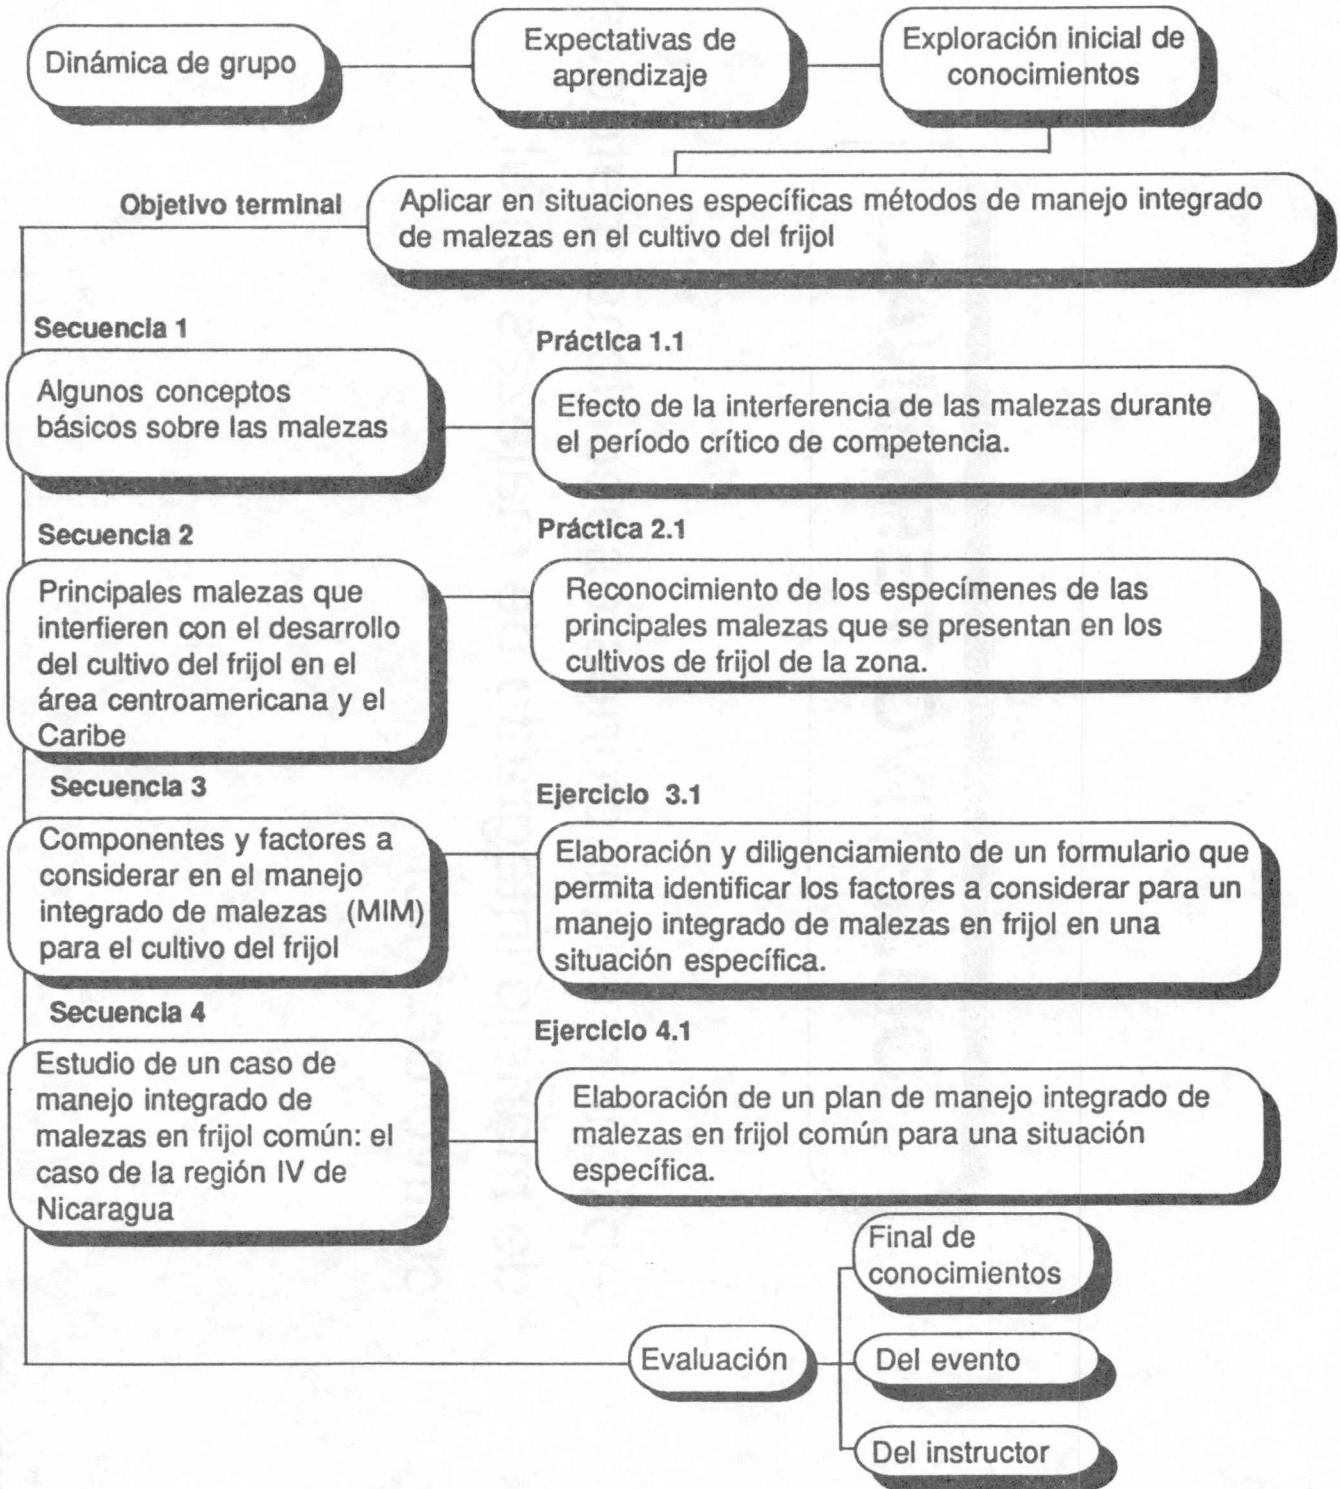 Dinámica de grupo
Expectativas de
aprendizaje
Exploración inicial de
conocimientos
Objetivo terminal
Aplicar en situaciones específicas métodos de manejo integrado
de malezas en el cultivo del frijol
Secuencia 1
Algunos conceptos
básicos sobre las malezas
Práctica 1.1
Efecto de la interferencia de las malezas durante
el período crítico de competencia.
Secuencia 2
Principales malezas que
interfieren con el desarrollo
del cultivo del frijol en el
área centroamericana y el
Caribe
Práctica 2.1
Reconocimiento de los especímenes de las
principales malezas que se presentan en los
cultivos de frijol de la zona.
Secuencia 3
Componentes y factores a
considerar en el manejo
integrado de malezas (MIM)
para el cultivo del frijol
Ejercicio 3.1
Elaboración y diligenciamiento de un formulario que
permita identificar los factores a considerar para un
manejo integrado de malezas en frijol en una
situación específica.
Secuencia 4
Estudio de un caso de
manejo integrado de
malezas en frijol común: el
caso de la región IV de
Nicaragua
Ejercicio 4.1
Elaboración de un plan de manejo integrado de
malezas en frijol común para una situación
específica.
Evaluación
Final de
conocimientos
Del evento
Del instructor